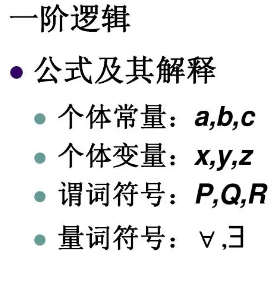 一阶逻辑
● 公式及其解释
● 个体常量：a,b,c
● 个体变量：x,y,z
● 谓词符号：P,Q,R
● 量词符号：∀,∃